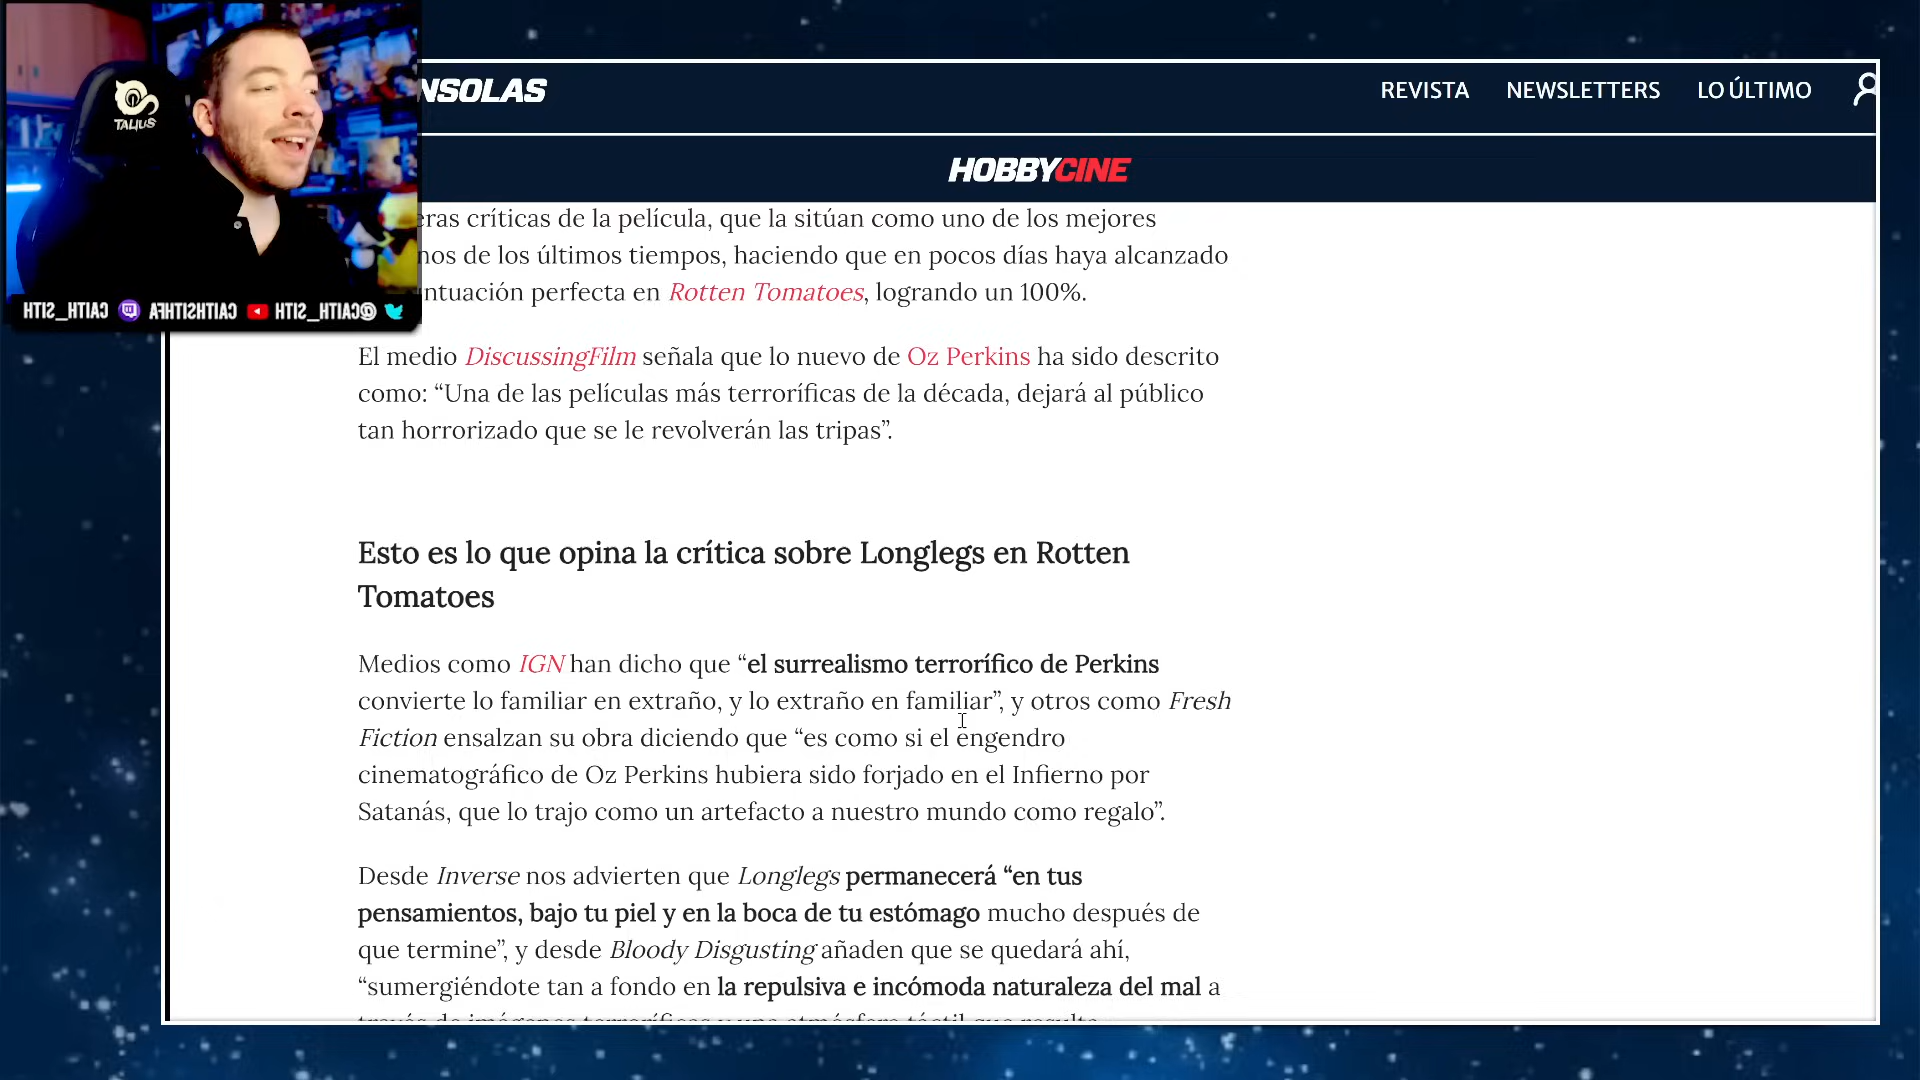 TALIUS
CAITH_SITH
CAITHSITHFA
@CAITH_SITH
NSOLAS
REVISTA
NEWSLETTERS
LO ÚLTIMO
HOBBYCINE
eras críticas de la película, que la sitúan como uno de los mejores
nos de los últimos tiempos, haciendo que en pocos días haya alcanzado
ntuación perfecta en Rotten Tomatoes, logrando un 100%.
El medio DiscussingFilm señala que lo nuevo de Oz Perkins ha sido descrito
como: “Una de las películas más terroríficas de la década, dejará al público
tan horrorizado que se le revolverán las tripas”.
Esto es lo que opina la crítica sobre Longlegs en Rotten
Tomatoes
Medios como IGN han dicho que “el surrealismo terrorífico de Perkins
convierte lo familiar en extraño, y lo extraño en familiar”, y otros como Fresh
Fiction ensalzan su obra diciendo que “es como si el engendro
cinematográfico de Oz Perkins hubiera sido forjado en el Infierno por
Satanás, que lo trajo como un artefacto a nuestro mundo como regalo”.
Desde Inverse nos advierten que Longlegs permanecerá “en tus
pensamientos, bajo tu piel y en la boca de tu estómago mucho después de
que termine”, y desde Bloody Disgusting añaden que se quedará ahí,
“sumergiéndote tan a fondo en la repulsiva e incómoda naturaleza del mal a